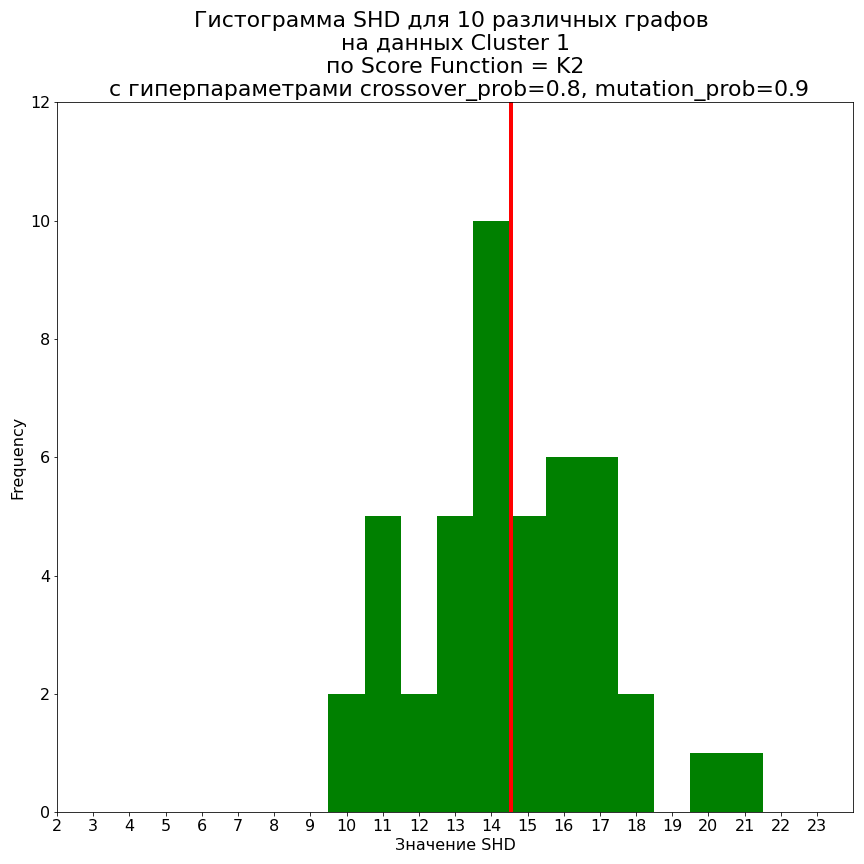 Гистограмма SHD для 10 различных графов
на данных Cluster 1
по Score Function = K2
с гиперпараметрами crossover_prob=0.8, mutation_prob=0.9
12
10
8
6
4
2
0
Frequency
2 3 4 5 6 7 8 9 10 11 12 13 14 15 16 17 18 19 20 21 22 23
Значение SHD